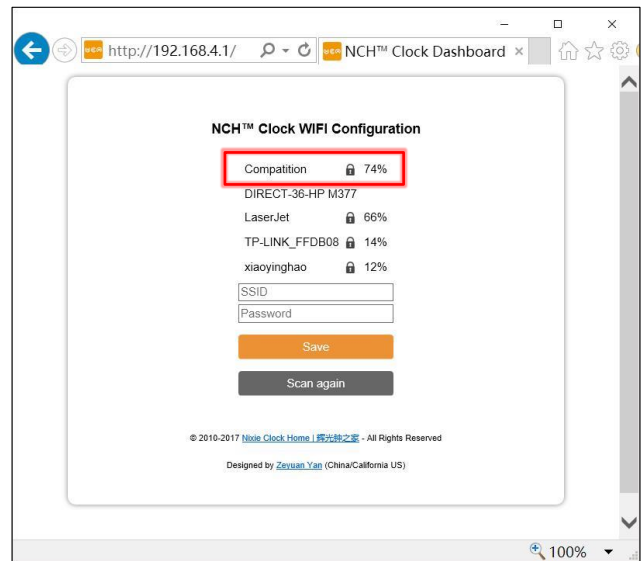 http://192.168.4.1/
NCH™ Clock Dashboard
NCH™ Clock WIFI Configuration
Compatition 74%
DIRECT-36-HP M377
LaserJet 66%
TP-LINK_FFDB08 14%
xiaoyinghao 12%
SSID
Password
Save
Scan again
© 2010-2017 Nixie Clock Home | 辉光钟之家 - All Rights Reserved
Designed by Zeyuan Yan (China/California US)
100%